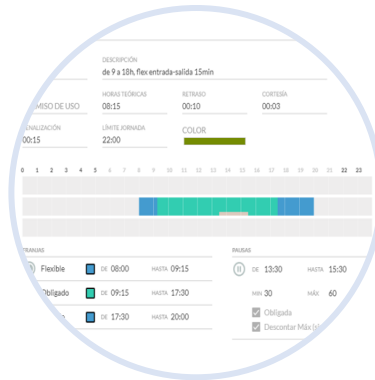 DESCRIPCIÓN
de 9 a 18h, flex entrada-salida 15min
HORAS TEÓRICAS RETRASO CORTESÍA
MISO DE USO 08:15 00:10 00:03
LÍMITE JORNADA COLOR
00:15 22:00
0 1 2 3 4 5 6 7 8 9 10 11 12 13 14 15 16 17 18 19 20 21 22 23
PAUSAS
Flexible DE 08:00 HASTA 09:15 DE 13:30 HASTA 15:30
Obligado DE 09:15 HASTA 17:30 MIN 30 MÁX 60
DE 17:30 HASTA 20:00 Obligada
Descontar Máx